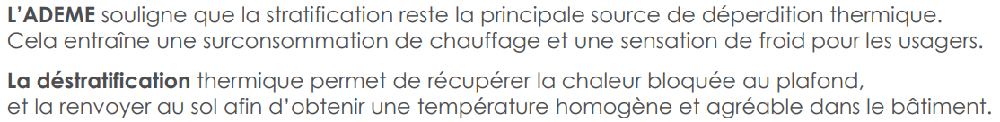 L’ADEME souligne que la stratification reste la principale source de déperdition thermique.
Cela entraîne une surconsommation de chauffage et une sensation de froid pour les usagers.
La déstratification thermique permet de récupérer la chaleur bloquée au plafond,
et la renvoyer au sol afin d’obtenir une température homogène et agréable dans le bâtiment.